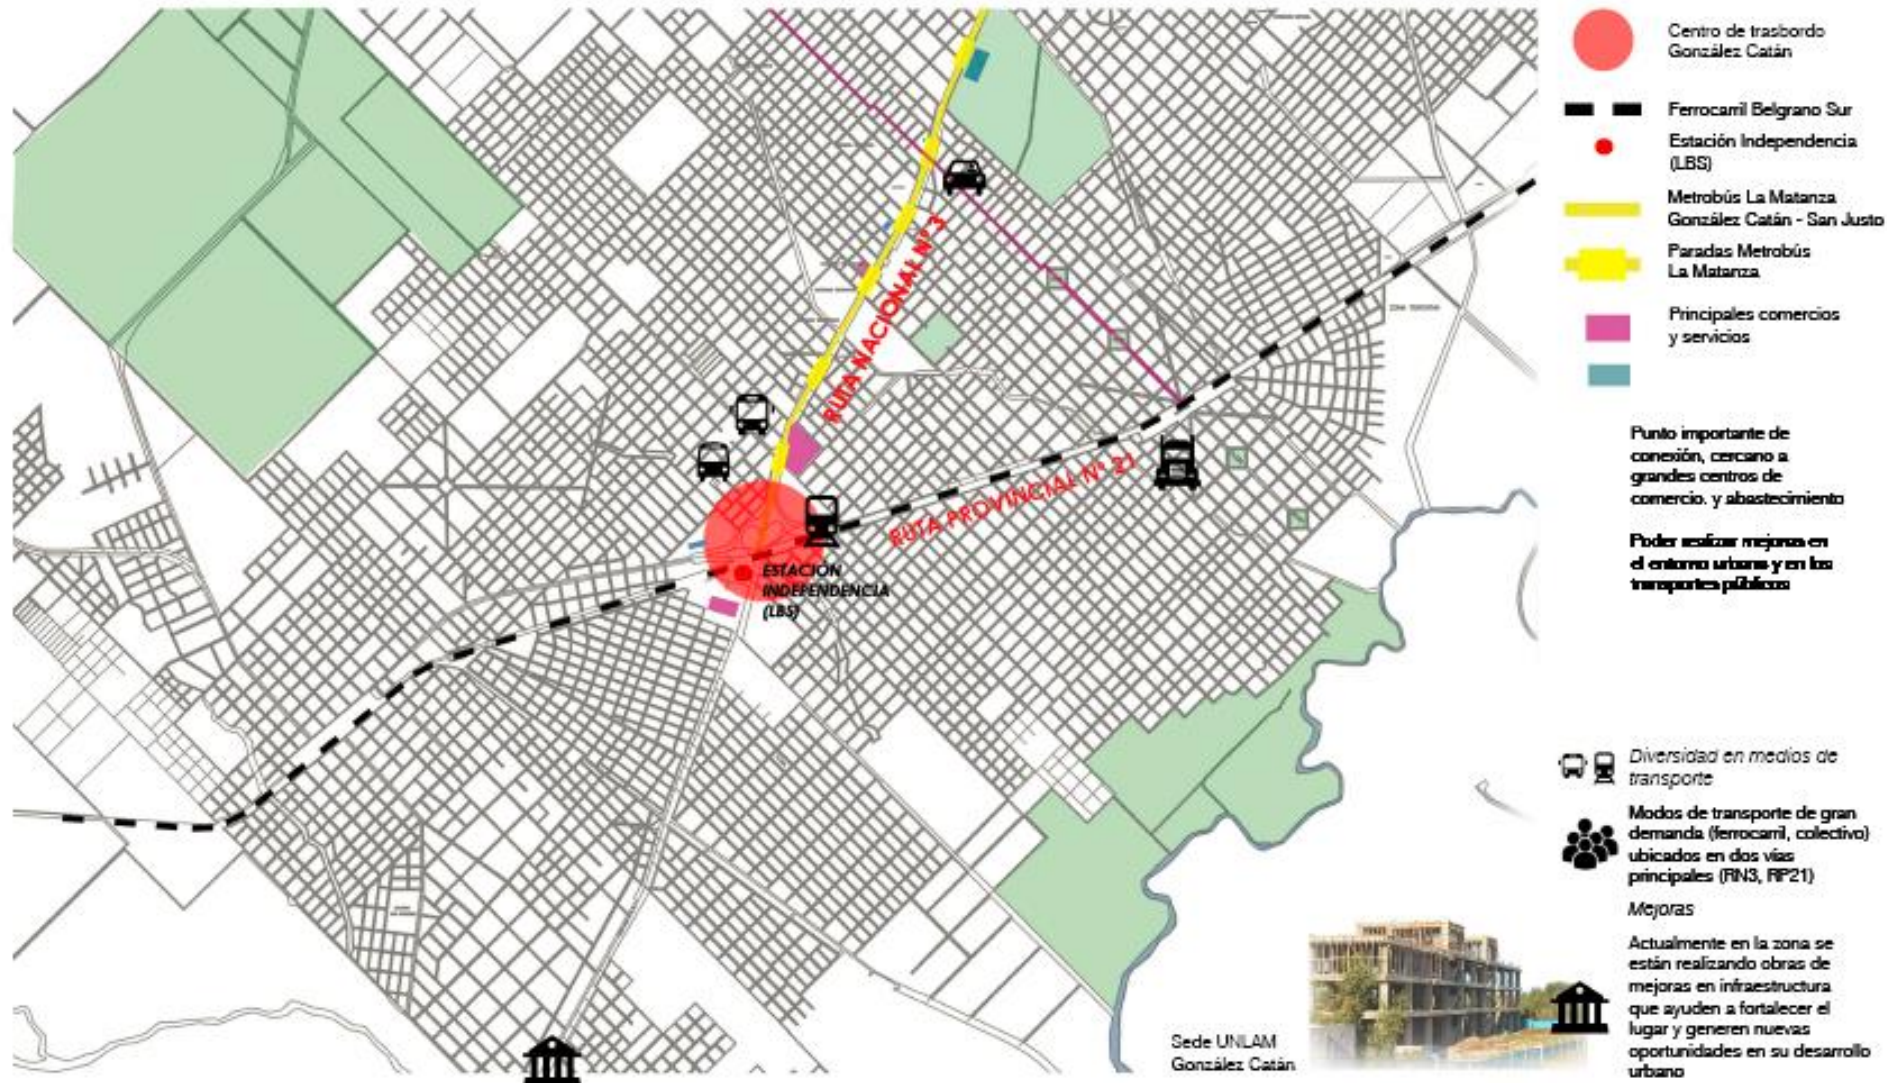 RUTA NACIONAL Nº 3
RUTA PROVINCIAL Nº 21
ESTACIÓN
INDEPENDENCIA
(LBS)
Centro de trasbordo
González Catán
Ferrocarril Belgrano Sur
Estación Independencia
(LBS)
Metrobús La Matanza
González Catán - San Justo
Paradas Metrobús
La Matanza
Principales comercios
y servicios
Punto importante de
conexión, cercano a
grandes centros de
comercio. y abastecimiento
Poder realizar mejoras en
el entorno urbano y en los
transportes públicos
Diversidad en medios de
transporte
Modos de transporte de gran
demanda (ferrocarril, colectivo)
ubicados en dos vías
principales (RN3, RP21)
Mejoras
Actualmente en la zona se
están realizando obras de
mejoras en infraestructura
que ayuden a fortalecer el
lugar y generen nuevas
oportunidades en su desarrollo
urbano
Sede UNLAM
González Catán